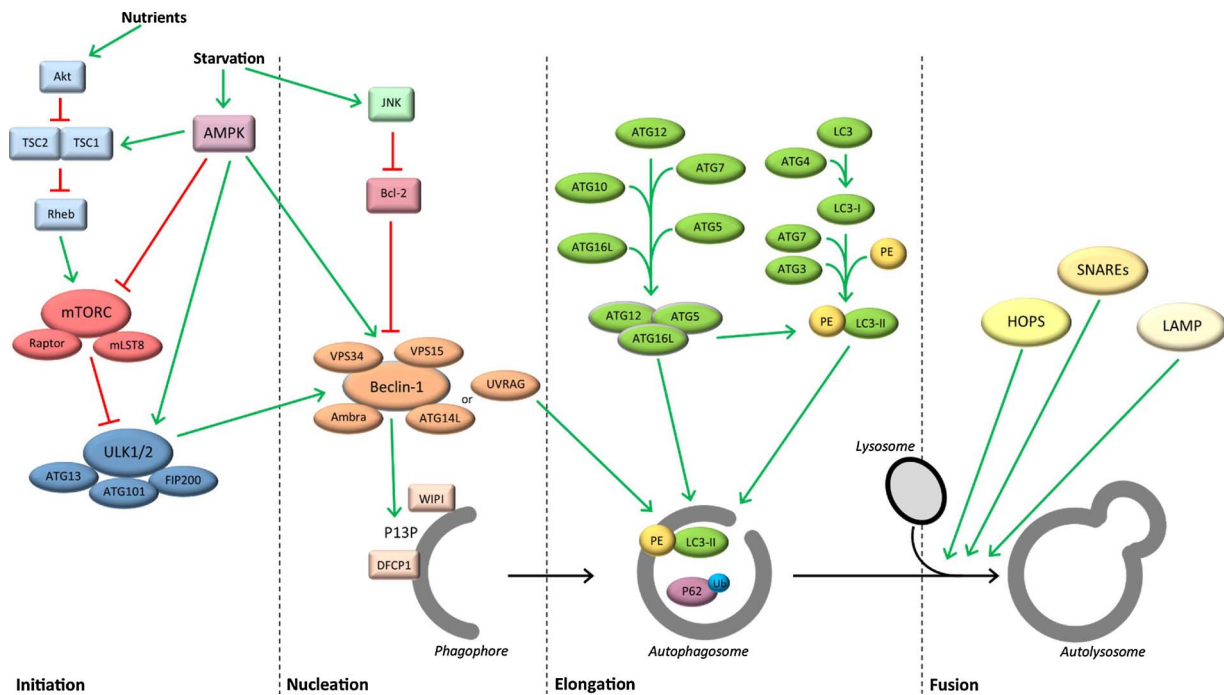 Nutrients
Akt
TSC2 TSC1
Rheb
mTORC
Raptor mLST8
ULK1/2
ATG13 ATG101 FIP200
Starvation
AMPK
Initiation
JNK
Bcl-2
VPS34 VPS15
Beclin-1
Ambra ATG14L
or
UVRAG
WIPI
P13P
DFCP1
Phagophore
Nucleation
ATG12
ATG7
ATG10
ATG5
ATG16L
ATG12 ATG5
ATG16L
LC3
ATG4
LC3-I
ATG7
PE
ATG3
PE LC3-II
PE LC3-II
P62 Ub
Autophagosome
Elongation
SNAREs
HOPS
LAMP
Lysosome
Autolysosome
Fusion